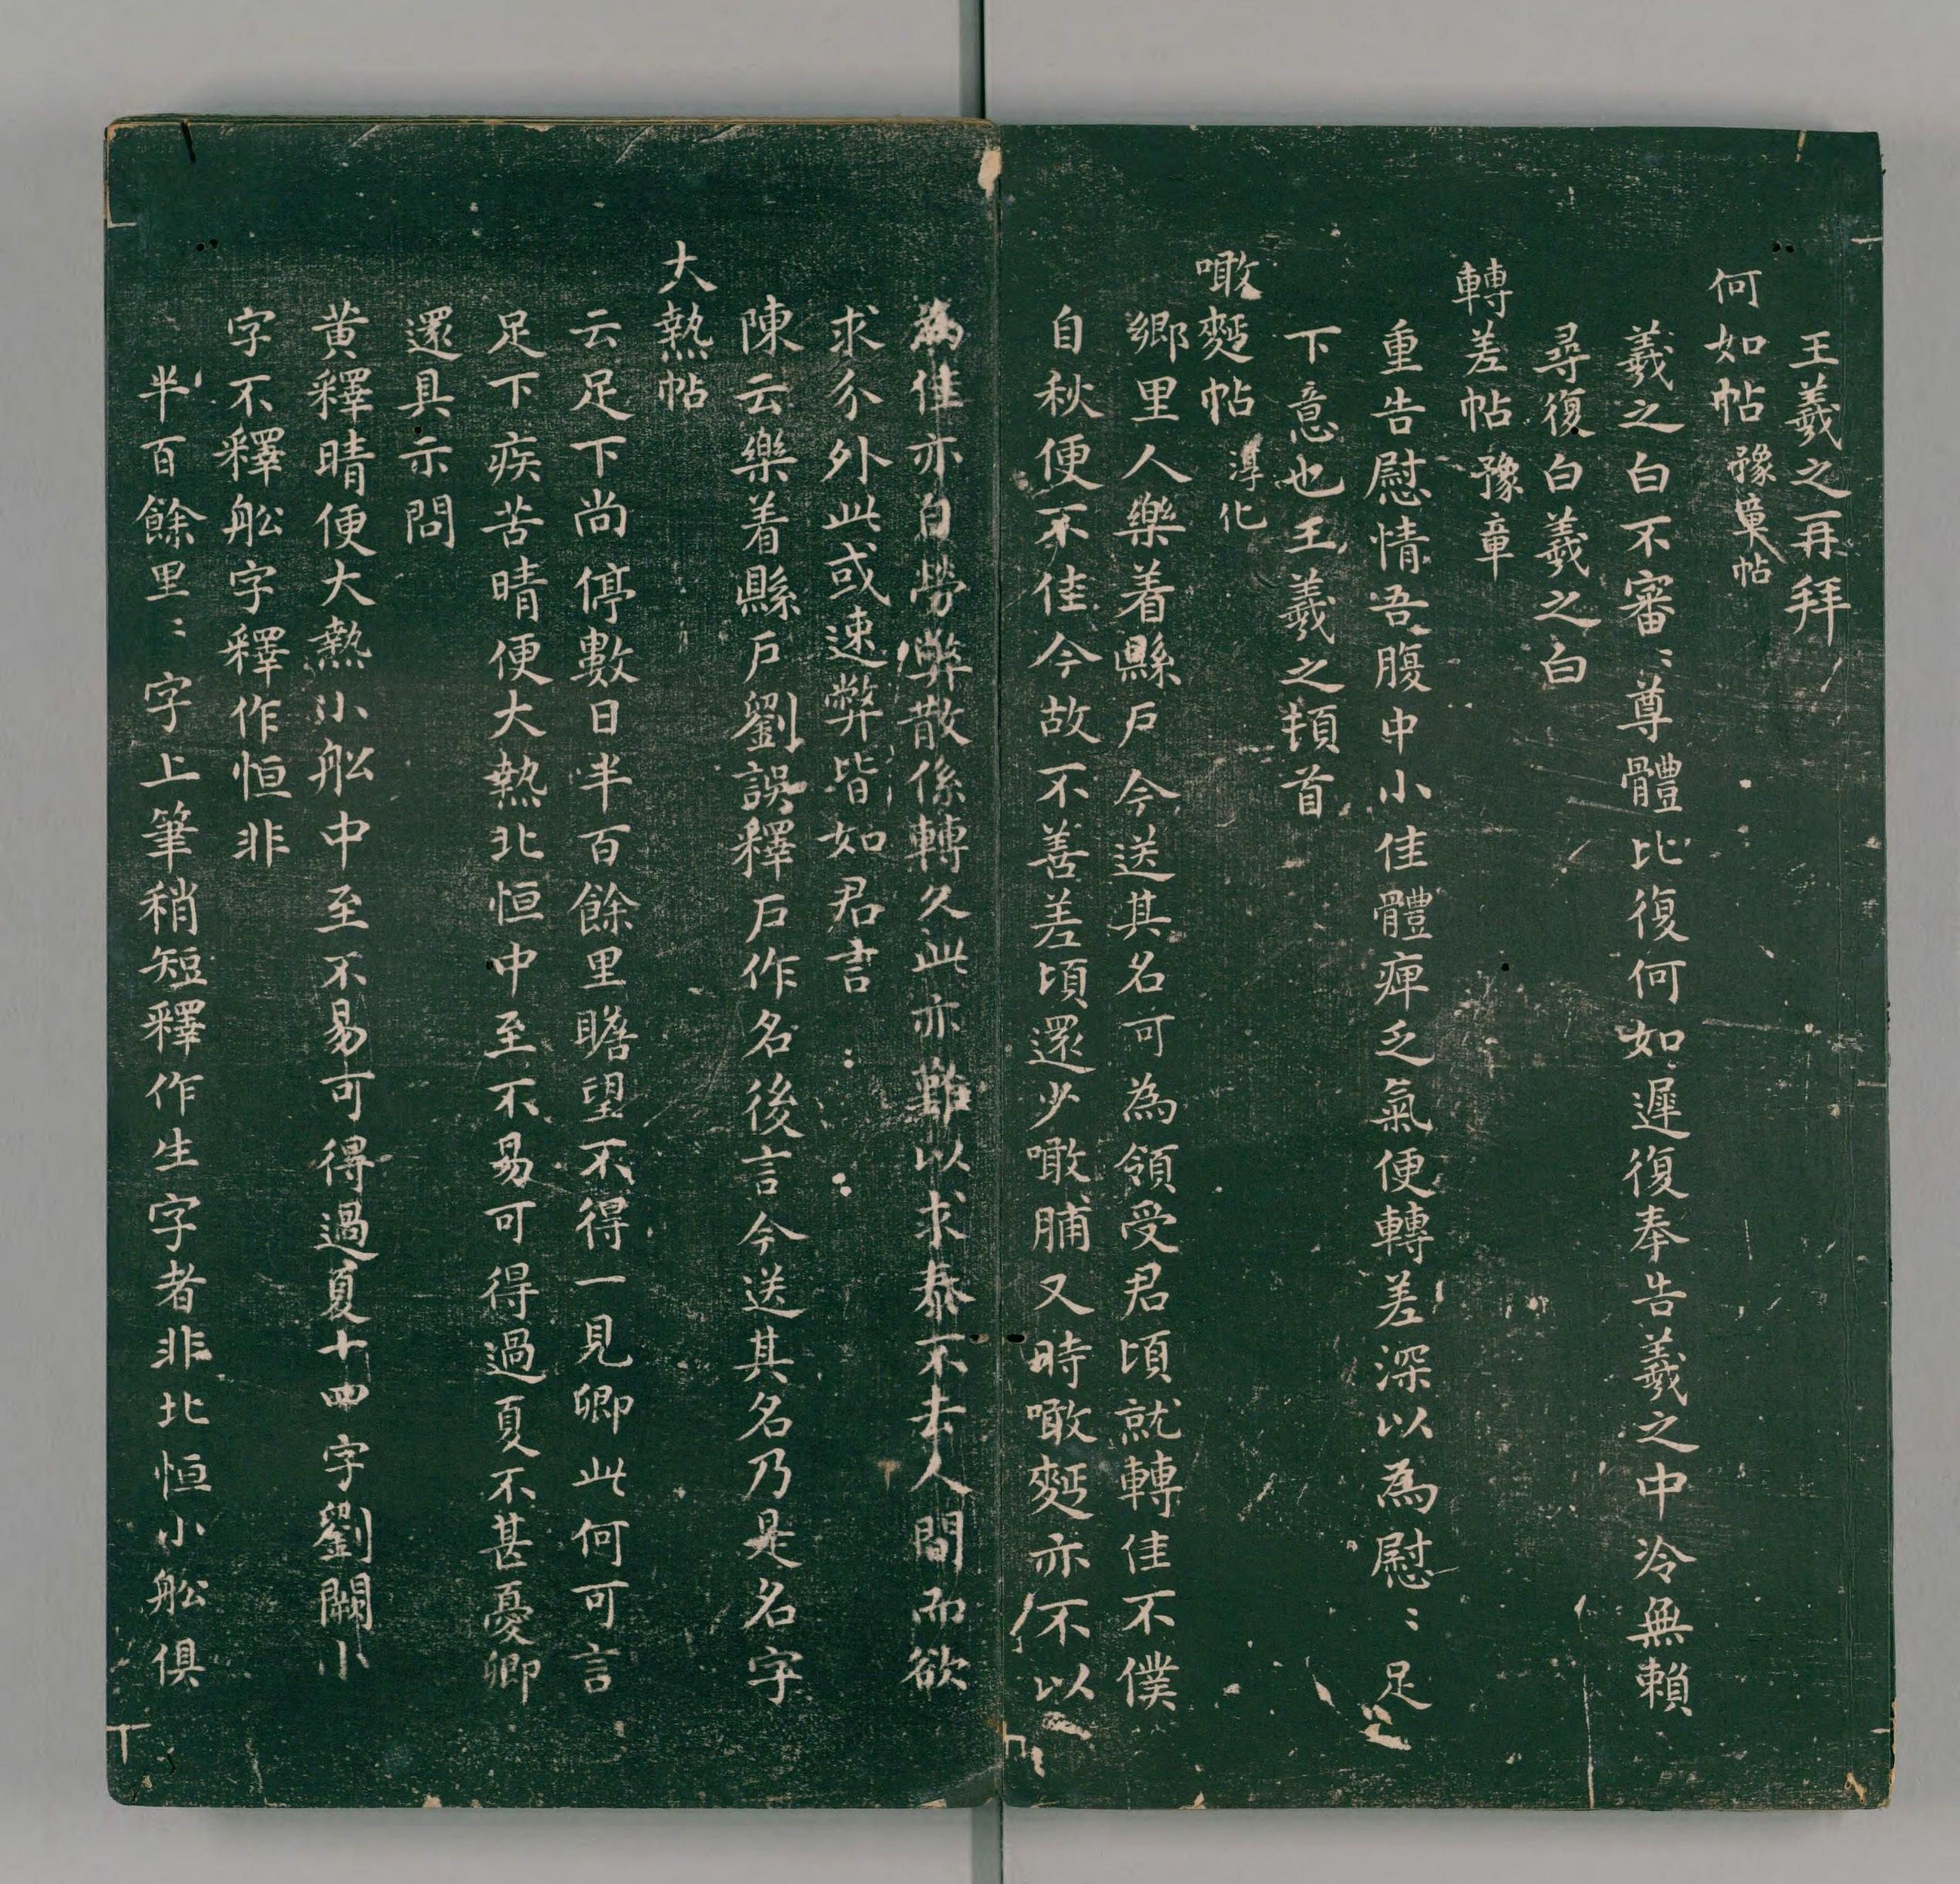 王羲之再拜
何如帖 豫章帖
羲之白不審〻尊體比復何如遲復奉告羲之中冷無賴
尋復白羲之白
轉差帖 豫章
重告慰情吾腹中小佳體痺乏氣便轉差深以為慰〻足
下意也王羲之頓首
噉麪帖 淳化
鄉里人樂着縣戶今送其名可為領受君頃就轉佳不僕
自秋便不佳今故不善差頃還少噉脯又時噉麪亦不以
為佳亦自勞弊散係轉久此亦難以求泰不去人間而欲
求分外此或速弊皆如君言
陳云樂着縣戶劉誤釋戶作名後言今送其名乃是名字
大熱帖
云足下尚停數日半百餘里瞻望不得一見卿此何可言
足下疾苦晴便大熱北恒中至不易可得過夏不甚憂卿
還具示問
黃釋晴便大熱小舩中至不易可得過夏十四字劉闕小
字不釋舩字釋作恒非
半百餘里〻字上筆稍短釋作生字者非北恒小舩俱